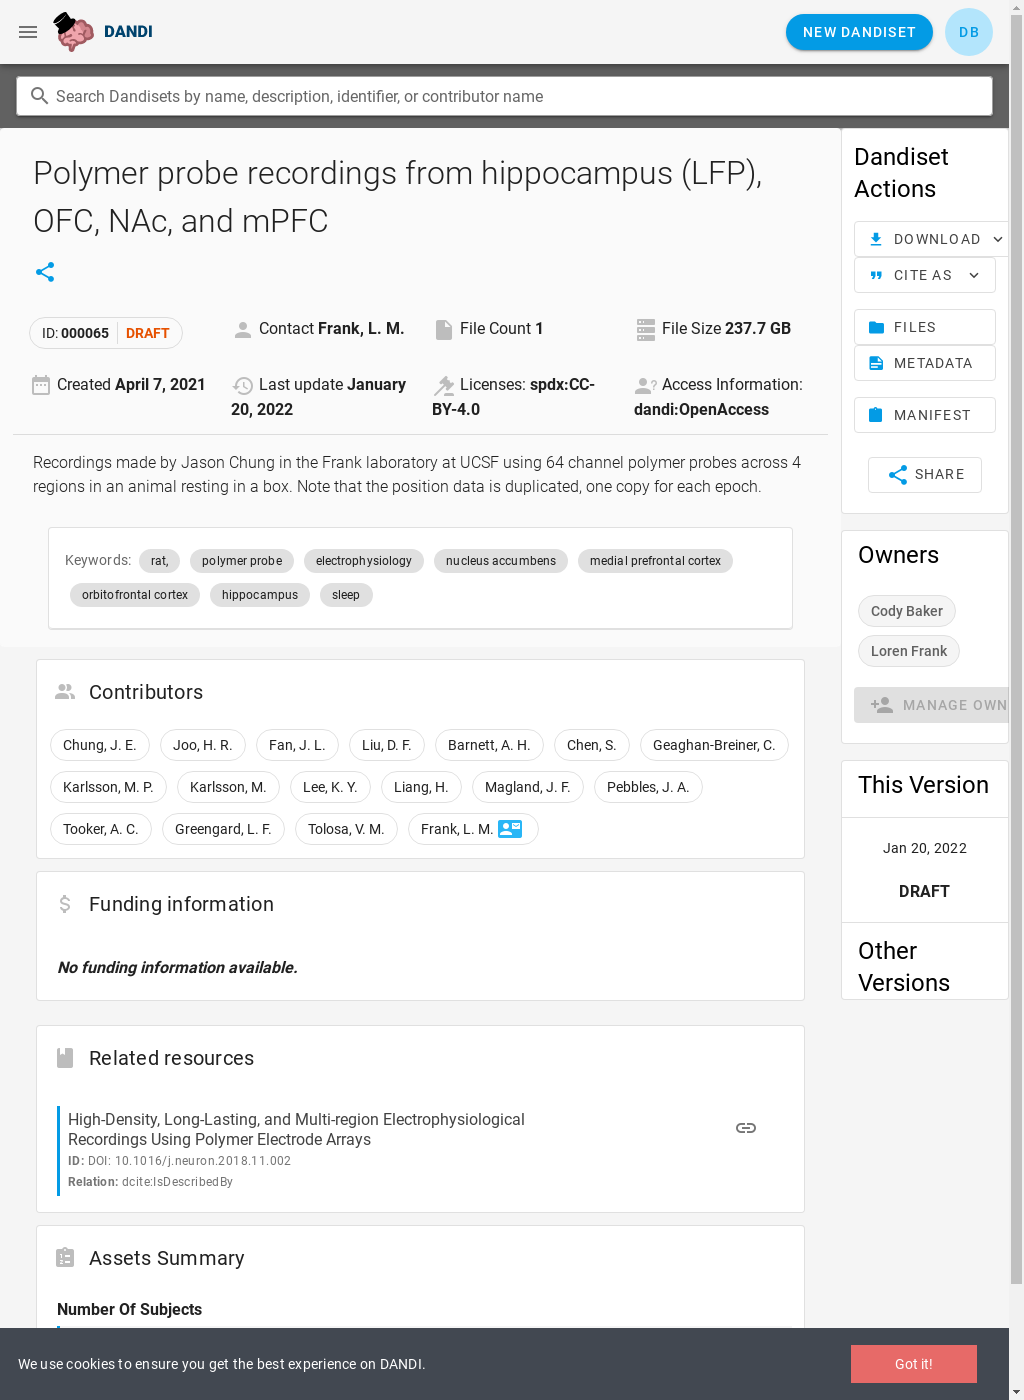 DANDI
NEW DANDISET
DB
Search Dandisets by name, description, identifier, or contributor name
Polymer probe recordings from hippocampus (LFP),
OFC, NAc, and mPFC
ID: 000065 DRAFT
Contact Frank, L. M.
File Count 1
File Size 237.7 GB
Created April 7, 2021
Last update January
20, 2022
Licenses: spdx:CC-
BY-4.0
Access Information:
dandi:OpenAccess
Recordings made by Jason Chung in the Frank laboratory at UCSF using 64 channel polymer probes across 4
regions in an animal resting in a box. Note that the position data is duplicated, one copy for each epoch.
Keywords: rat, polymer probe electrophysiology nucleus accumbens medial prefrontal cortex
orbitofrontal cortex hippocampus sleep
Contributors
Chung, J. E. Joo, H. R. Fan, J. L. Liu, D. F. Barnett, A. H. Chen, S. Geaghan-Breiner, C.
Karlsson, M. P. Karlsson, M. Lee, K. Y. Liang, H. Magland, J. F. Pebbles, J. A.
Tooker, A. C. Greengard, L. F. Tolosa, V. M. Frank, L. M.
Funding information
No funding information available.
Related resources
High-Density, Long-Lasting, and Multi-region Electrophysiological
Recordings Using Polymer Electrode Arrays
ID: DOI: 10.1016/j.neuron.2018.11.002
Relation: dcite:IsDescribedBy
Assets Summary
Number Of Subjects
Dandiset
Actions
DOWNLOAD
CITE AS
FILES
METADATA
MANIFEST
SHARE
Owners
Cody Baker
Loren Frank
MANAGE OWN
This Version
Jan 20, 2022
DRAFT
Other
Versions
We use cookies to ensure you get the best experience on DANDI.
Got it!